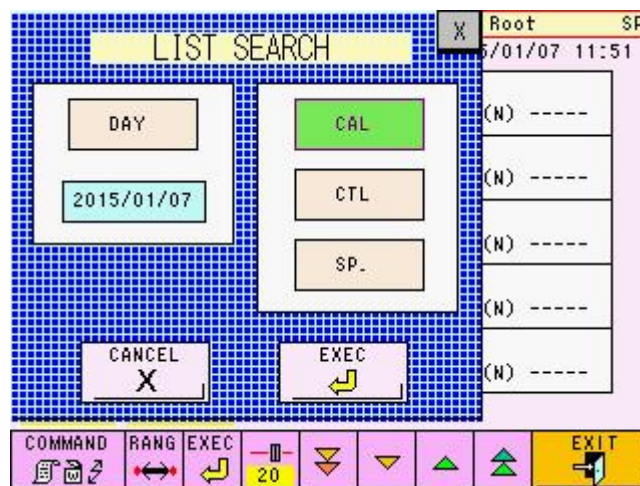 Root SP
LIST SEARCH X
5/01/07 11:51
DAY CAL
(N) -----
2015/01/07 CTL
(N) -----
SP.
(N) -----
(N) -----
CANCEL EXEC
X
(N) -----
COMMAND RANG EXEC EXIT
20